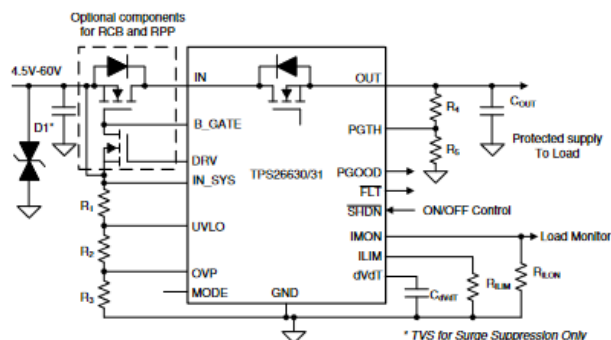 Optional components
for RCB and RPP
4.5V-60V
IN
OUT
D1*
B_GATE
DRV
IN_SYS
TPS26630/31
R4
COUT
PGTH
R5
Protected supply
To Load
PGOOD
FLT
SHDN
ON/OFF Control
R1
UVLO
IMON
Load Monitor
R2
ILIM
OVP
dVdT
R3
MODE
GND
CdVdT
RILIM
RILON
* TVS for Surge Suppression Only